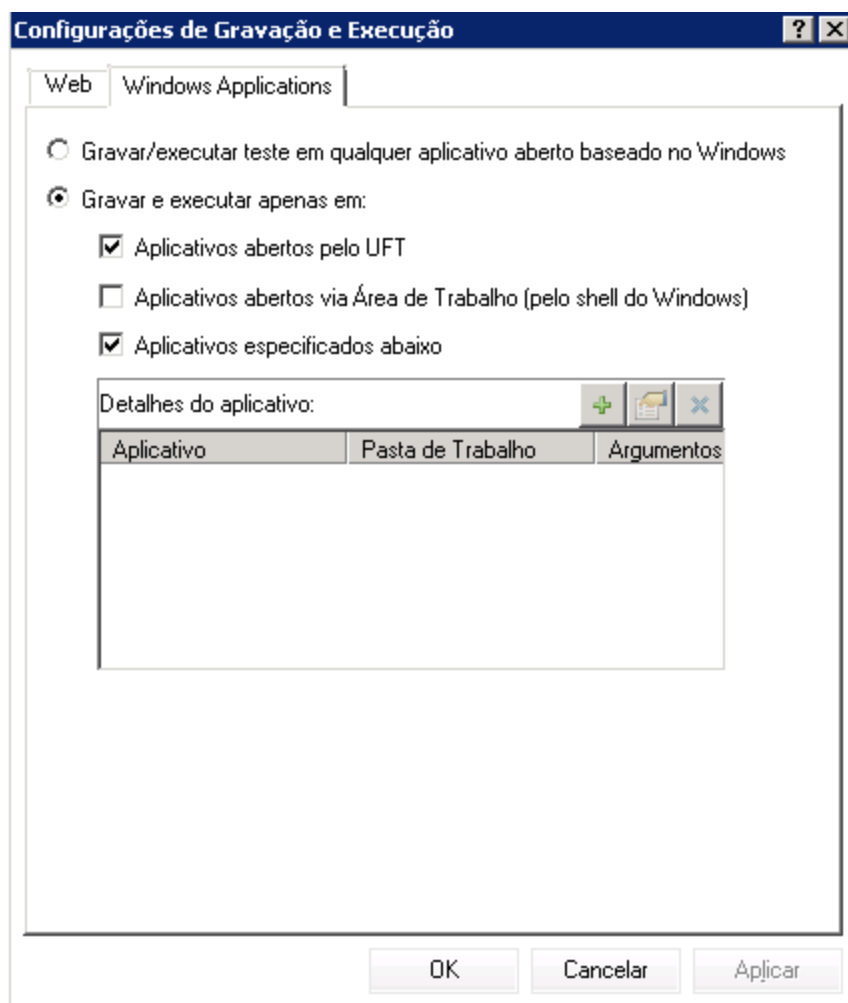 Configurações de Gravação e Execução
Web
Windows Applications
Gravar/executar teste em qualquer aplicativo aberto baseado no Windows
Gravar e executar apenas em:
Aplicativos abertos pelo UFT
Aplicativos abertos via Área de Trabalho (pelo shell do Windows)
Aplicativos especificados abaixo
Detalhes do aplicativo:
Aplicativo Pasta de Trabalho Argumentos
OK Cancelar Aplicar